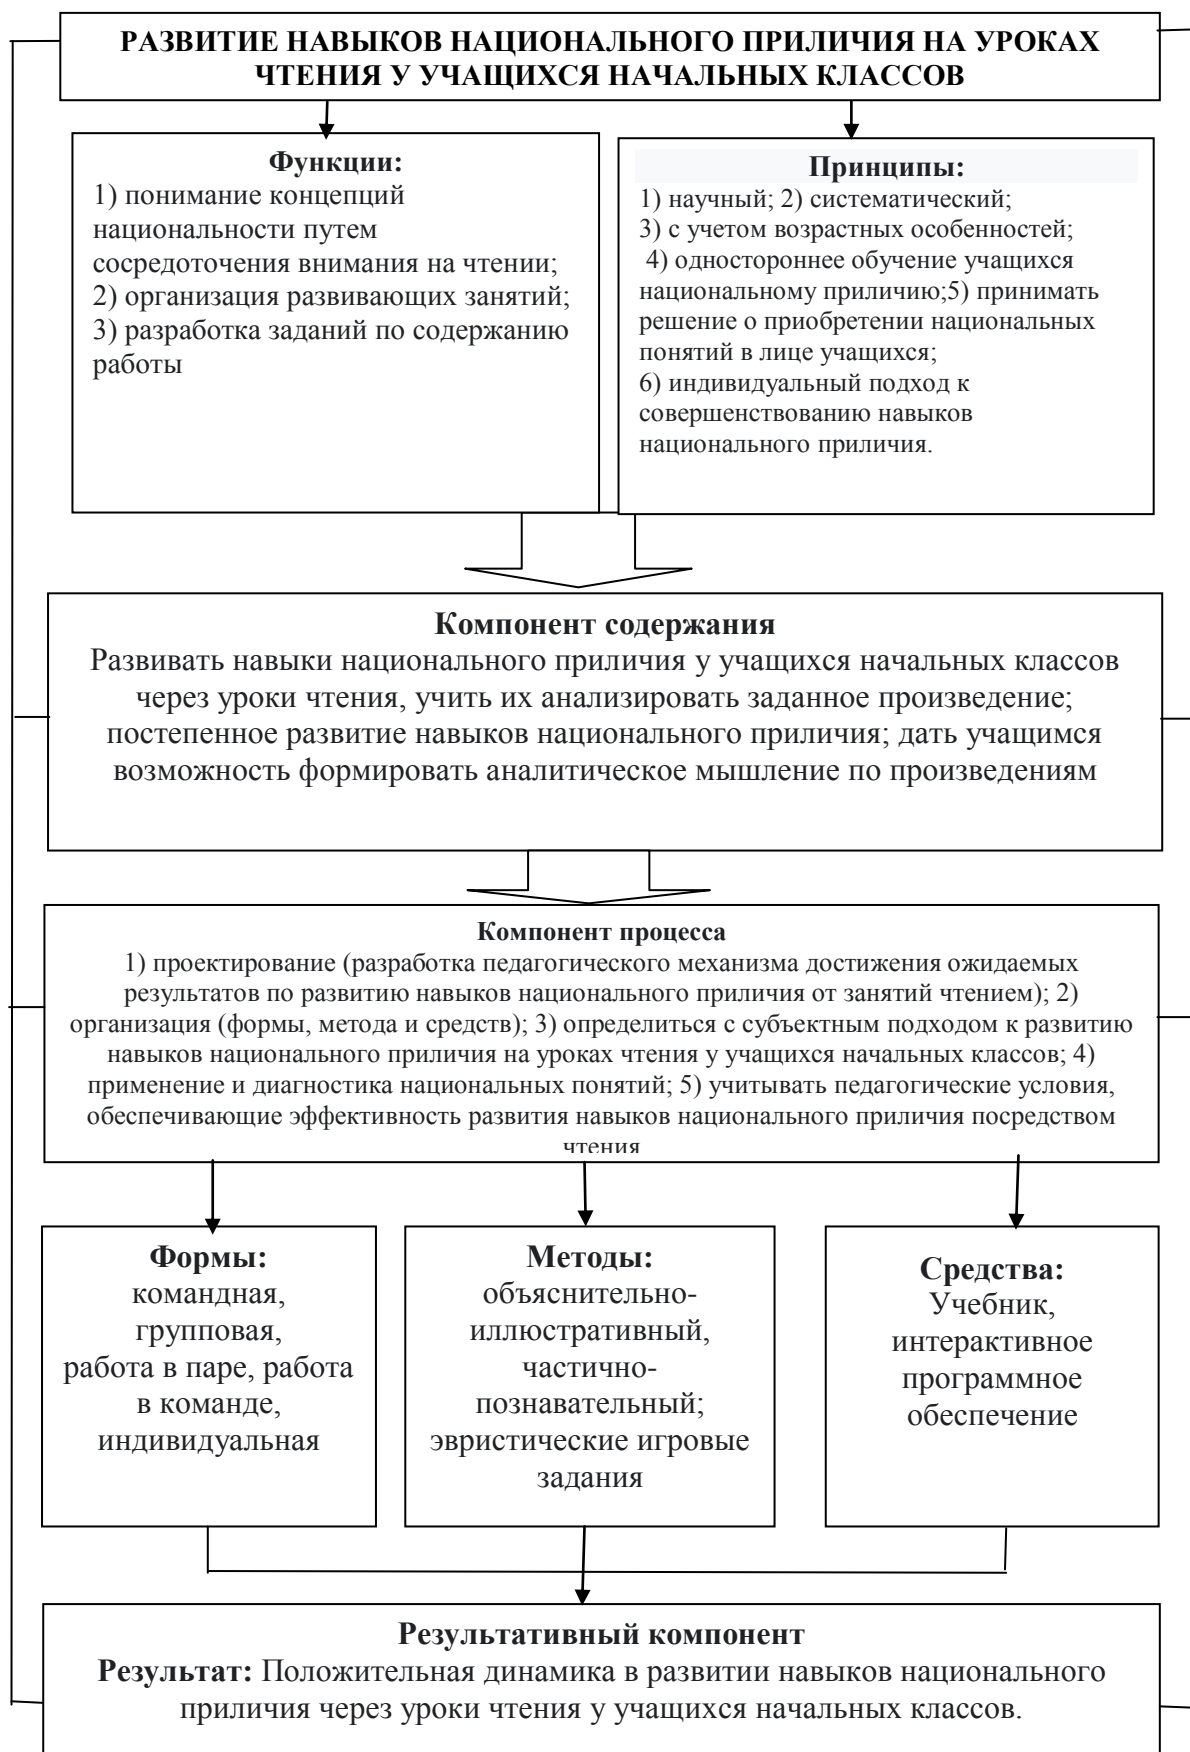 РАЗВИТИЕ НАВЫКОВ НАЦИОНАЛЬНОГО ПРИЛИЧИЯ НА УРОКАХ
ЧТЕНИЯ У УЧАЩИХСЯ НАЧАЛЬНЫХ КЛАССОВ
Функции:
1) понимание концепций
национальности путем
сосредоточения внимания на чтении;
2) организация развивающих занятий;
3) разработка заданий по содержанию
работы
Принципы:
1) научный; 2) систематический;
3) с учетом возрастных особенностей;
4) одностороннее обучение учащихся
национальному приличию;5) принимать
решение о приобретении национальных
понятий в лице учащихся;
6) индивидуальный подход к
совершенствованию навыков
национального приличия.
Компонент содержания
Развивать навыки национального приличия у учащихся начальных классов
через уроки чтения, учить их анализировать заданное произведение;
постепенное развитие навыков национального приличия; дать учащимся
возможность формировать аналитическое мышление по произведениям
Компонент процесса
1) проектирование (разработка педагогического механизма достижения ожидаемых
результатов по развитию навыков национального приличия от занятий чтением); 2)
организация (формы, метода и средств); 3) определиться с субъектным подходом к развитию
навыков национального приличия на уроках чтения у учащихся начальных классов; 4)
применение и диагностика национальных понятий; 5) учитывать педагогические условия,
обеспечивающие эффективность развития навыков национального приличия посредством
чтения
Формы:
командная,
групповая,
работа в паре, работа
в команде,
индивидуальная
Методы:
объяснительно-
иллюстративный,
частично-
познавательный;
эвристические игровые
задания
Средства:
Учебник,
интерактивное
программное
обеспечение
Результативный компонент
Результат: Положительная динамика в развитии навыков национального
приличия через уроки чтения у учащихся начальных классов.